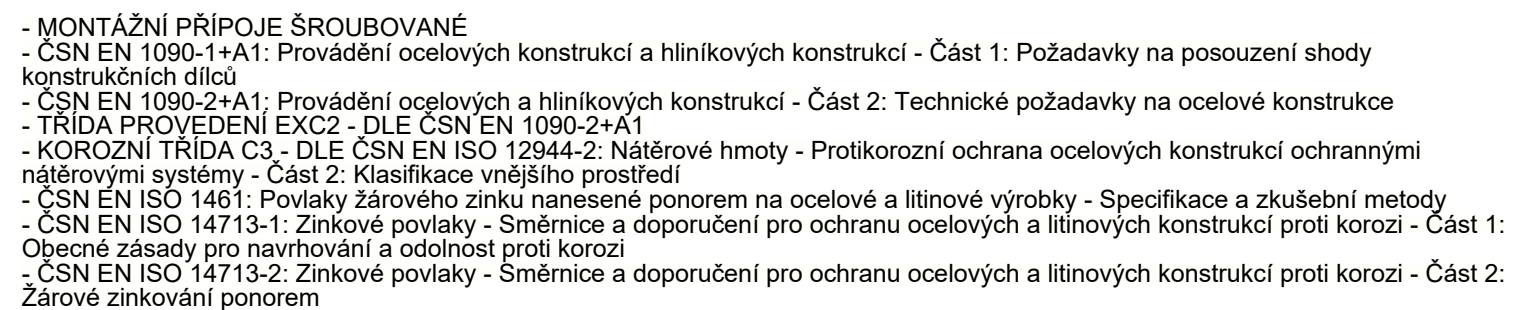 - MONTÁŽNÍ PŘÍPOJE ŠROUBOVANÉ
- ČSN EN 1090-1+A1: Provádění ocelových konstrukcí a hliníkových konstrukcí - Část 1: Požadavky na posouzení shody
konstrukčních dílců
- ČSN EN 1090-2+A1: Provádění ocelových a hliníkových konstrukcí - Část 2: Technické požadavky na ocelové konstrukce
- TŘÍDA PROVEDENÍ EXC2 - DLE ČSN EN 1090-2+A1
- KOROZNÍ TŘÍDA C3 - DLE ČSN EN ISO 12944-2: Nátěrové hmoty - Protikorozní ochrana ocelových konstrukcí ochrannými
nátěrovými systémy - Část 2: Klasifikace vnějšího prostředí
- ČSN EN ISO 1461: Povlaky žárového zinku nanesené ponorem na ocelové a litinové výrobky - Specifikace a zkušební metody
- ČSN EN ISO 14713-1: Zinkové povlaky - Směrnice a doporučení pro ochranu ocelových a litinových konstrukcí proti korozi - Část 1:
Obecné zásady pro navrhování a odolnost proti korozi
- ČSN EN ISO 14713-2: Zinkové povlaky - Směrnice a doporučení pro ochranu ocelových a litinových konstrukcí proti korozi - Část 2:
Žárové zinkování ponorem